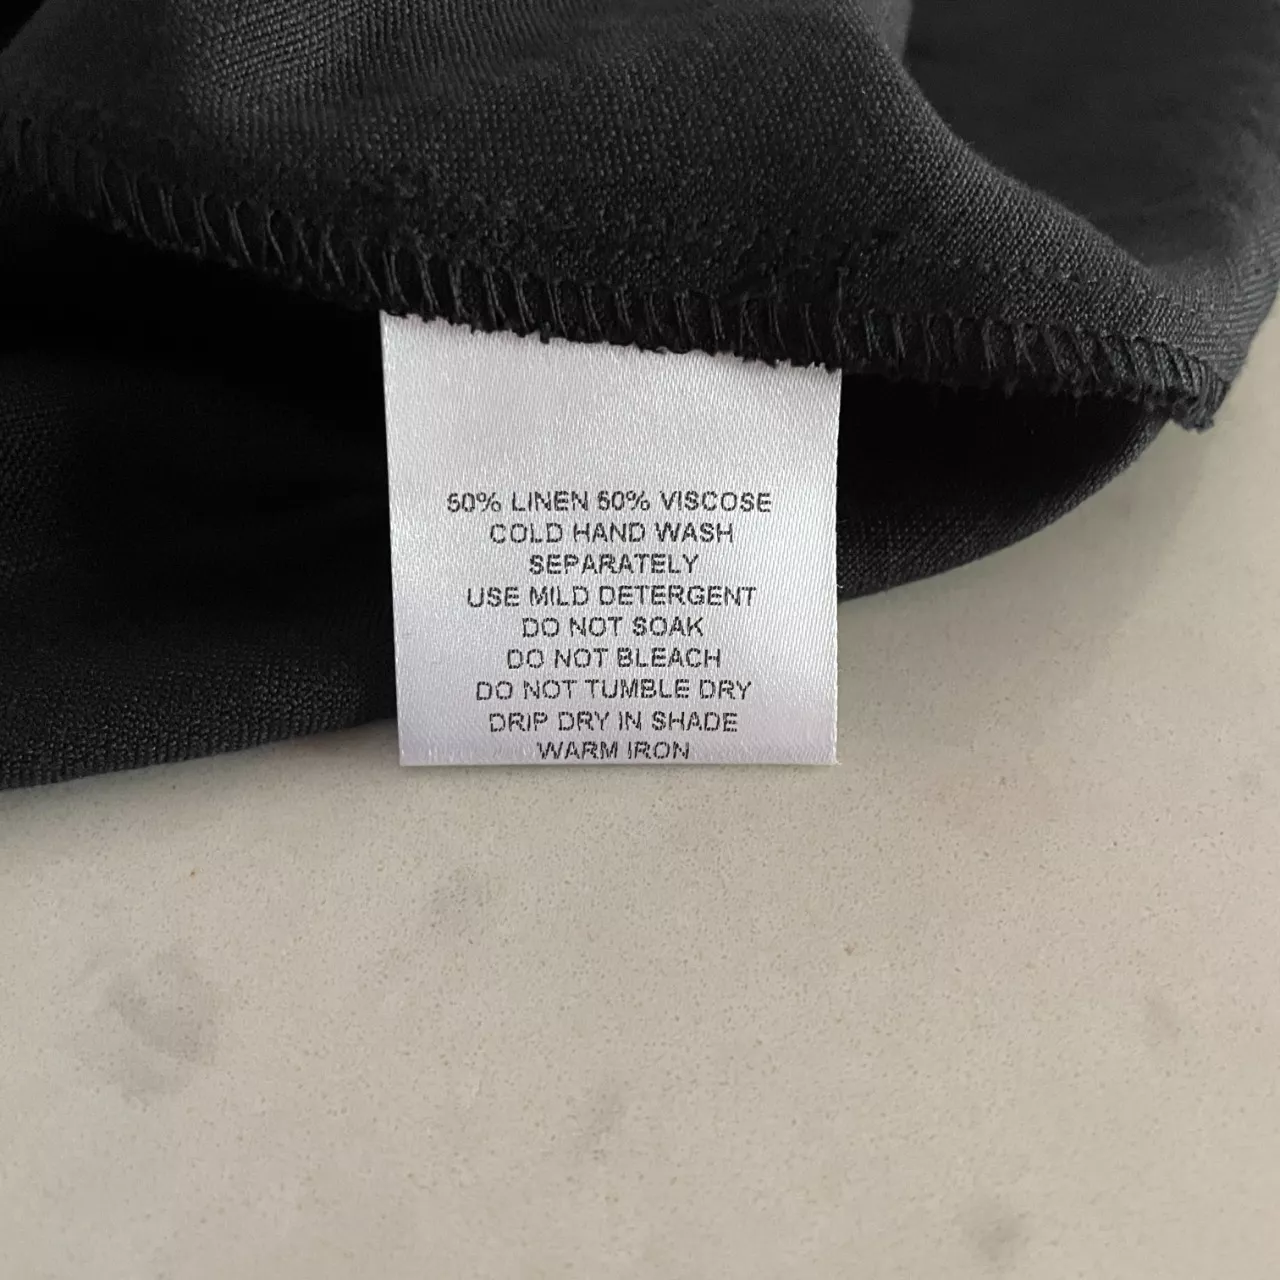 50% LINEN 50% VISCOSE
COLD HAND WASH
SEPARATELY
USE MILD DETERGENT
DO NOT SOAK
DO NOT BLEACH
DO NOT TUMBLE DRY
DRIP DRY IN SHADE
WARM IRON